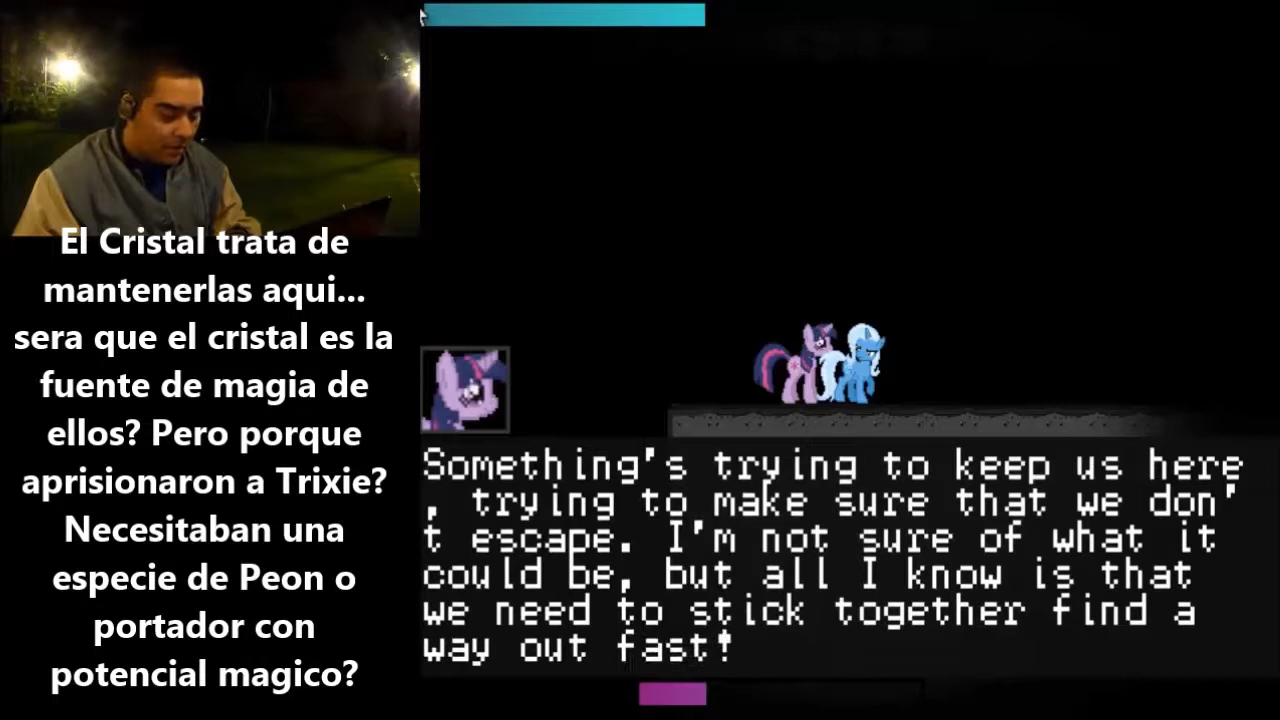 El Cristal trata de
mantenerlas aqui...
sera que el cristal es la
fuente de magia de
ellos? Pero porque
aprisionaron a Trixie?
Necesitaban una
especie de Peon o
portador con
potencial magico?
Something's trying to keep us here
, trying to make sure that we don'
t escape. I'm not sure of what it
could be, but all I know is that
we need to stick together find a
way out fast!